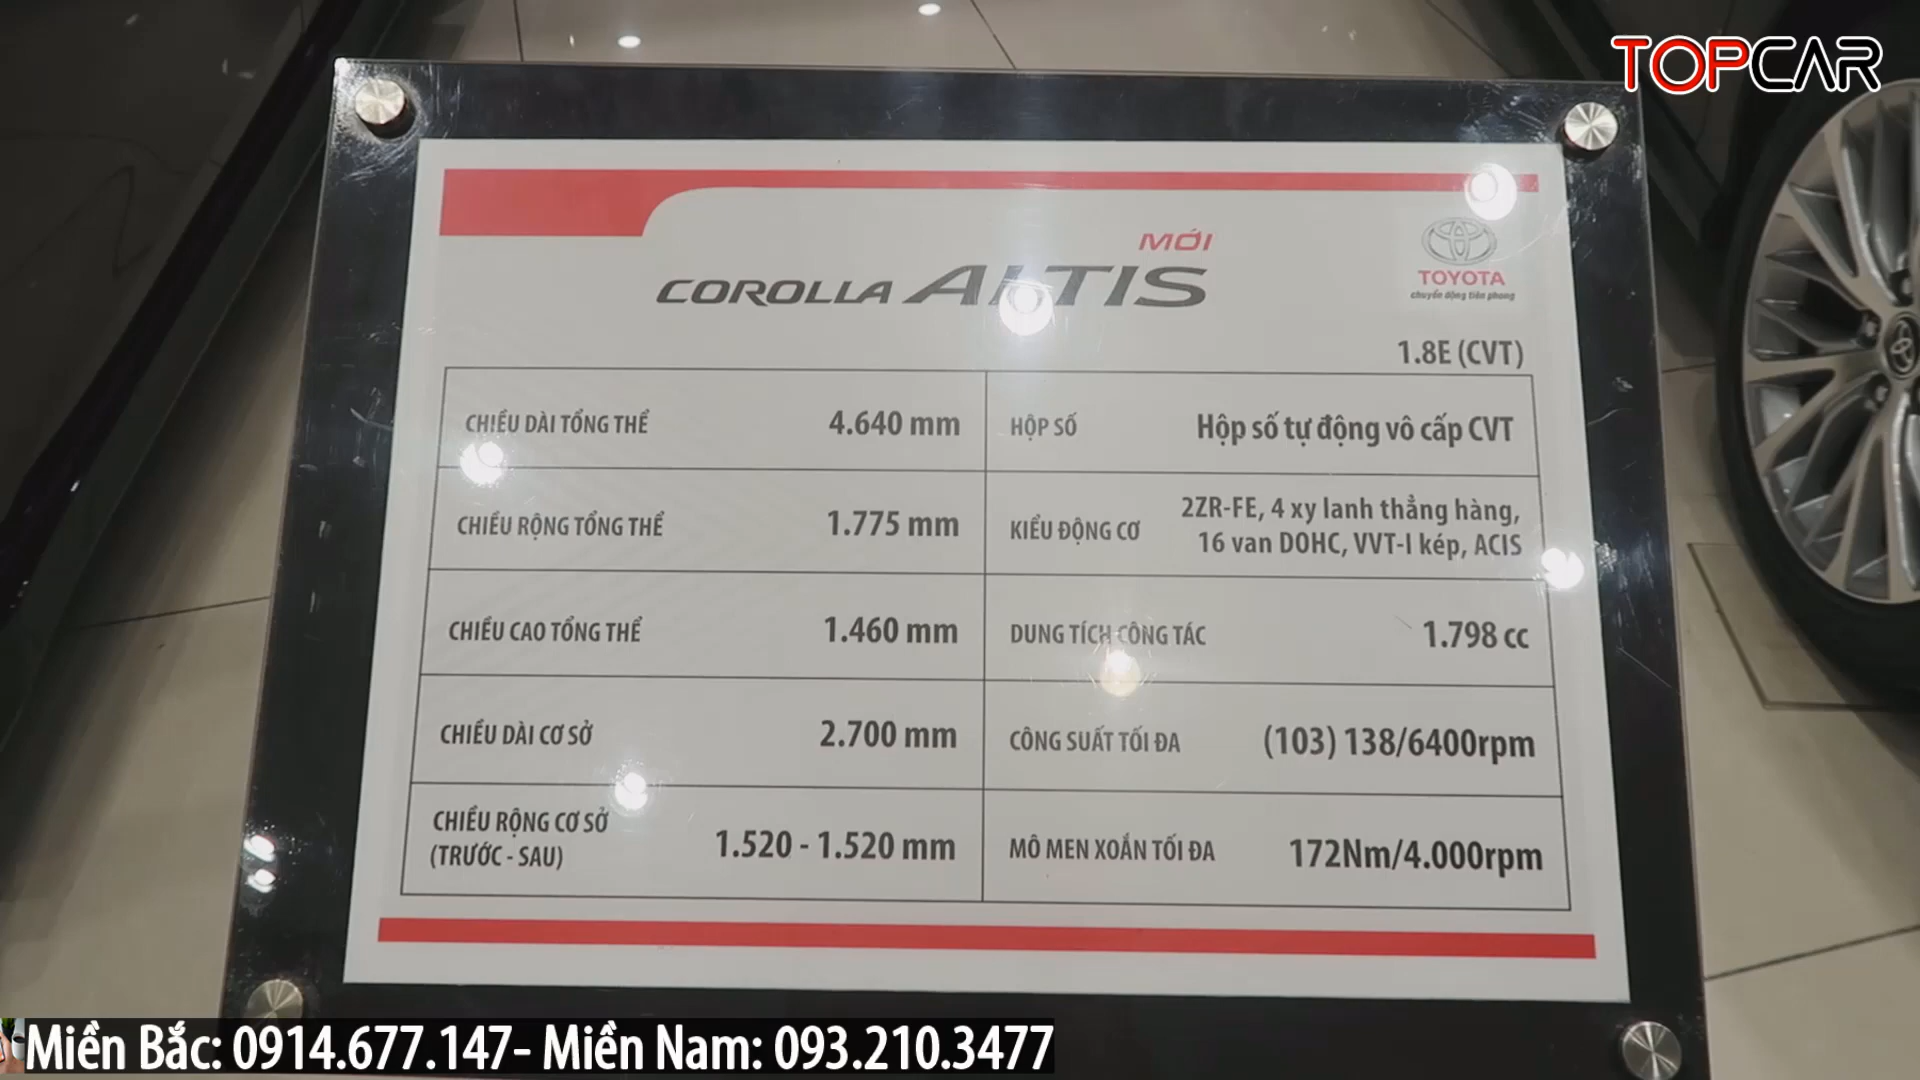 TOPCAR
MỚI
COROLLA ALTIS
TOYOTA
chuyển động tiên phong
1.8E (CVT)
CHIỀU DÀI TỔNG THỂ 4.640 mm
HỘP SỐ Hộp số tự động vô cấp CVT
CHIỀU RỘNG TỔNG THỂ 1.775 mm
KIỂU ĐỘNG CƠ 2ZR-FE, 4 xy lanh thẳng hàng,
16 van DOHC, VVT-I kép, ACIS
CHIỀU CAO TỔNG THỂ 1.460 mm
DUNG TÍCH CÔNG TÁC 1.798 cc
CHIỀU DÀI CƠ SỞ 2.700 mm
CÔNG SUẤT TỐI ĐA (103) 138/6400rpm
CHIỀU RỘNG CƠ SỞ
(TRƯỚC - SAU) 1.520 - 1.520 mm
MÔ MEN XOẮN TỐI ĐA 172Nm/4.000rpm
Miền Bắc: 0914.677.147- Miền Nam: 093.210.3477